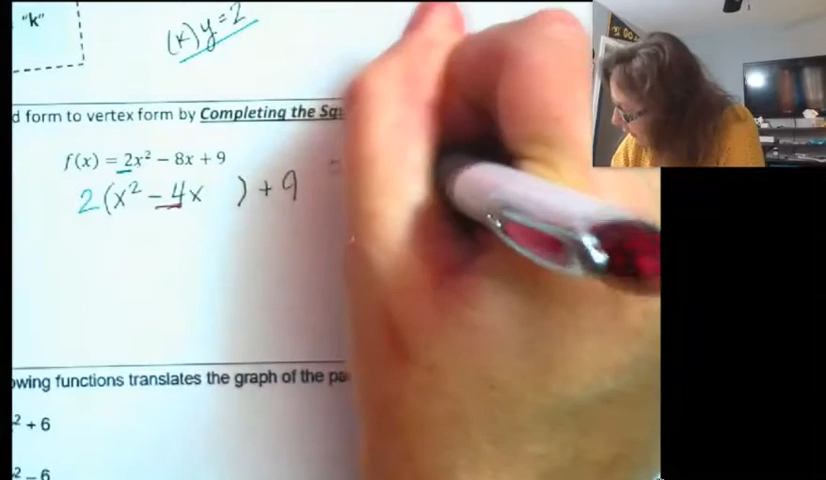 "k"
(k) y = 2
d form to vertex form by Completing the Sq
f(x) = 2x² − 8x + 9
2(x² − 4x ) + 9
owing functions translates the graph of the pa
² + 6
² − 6